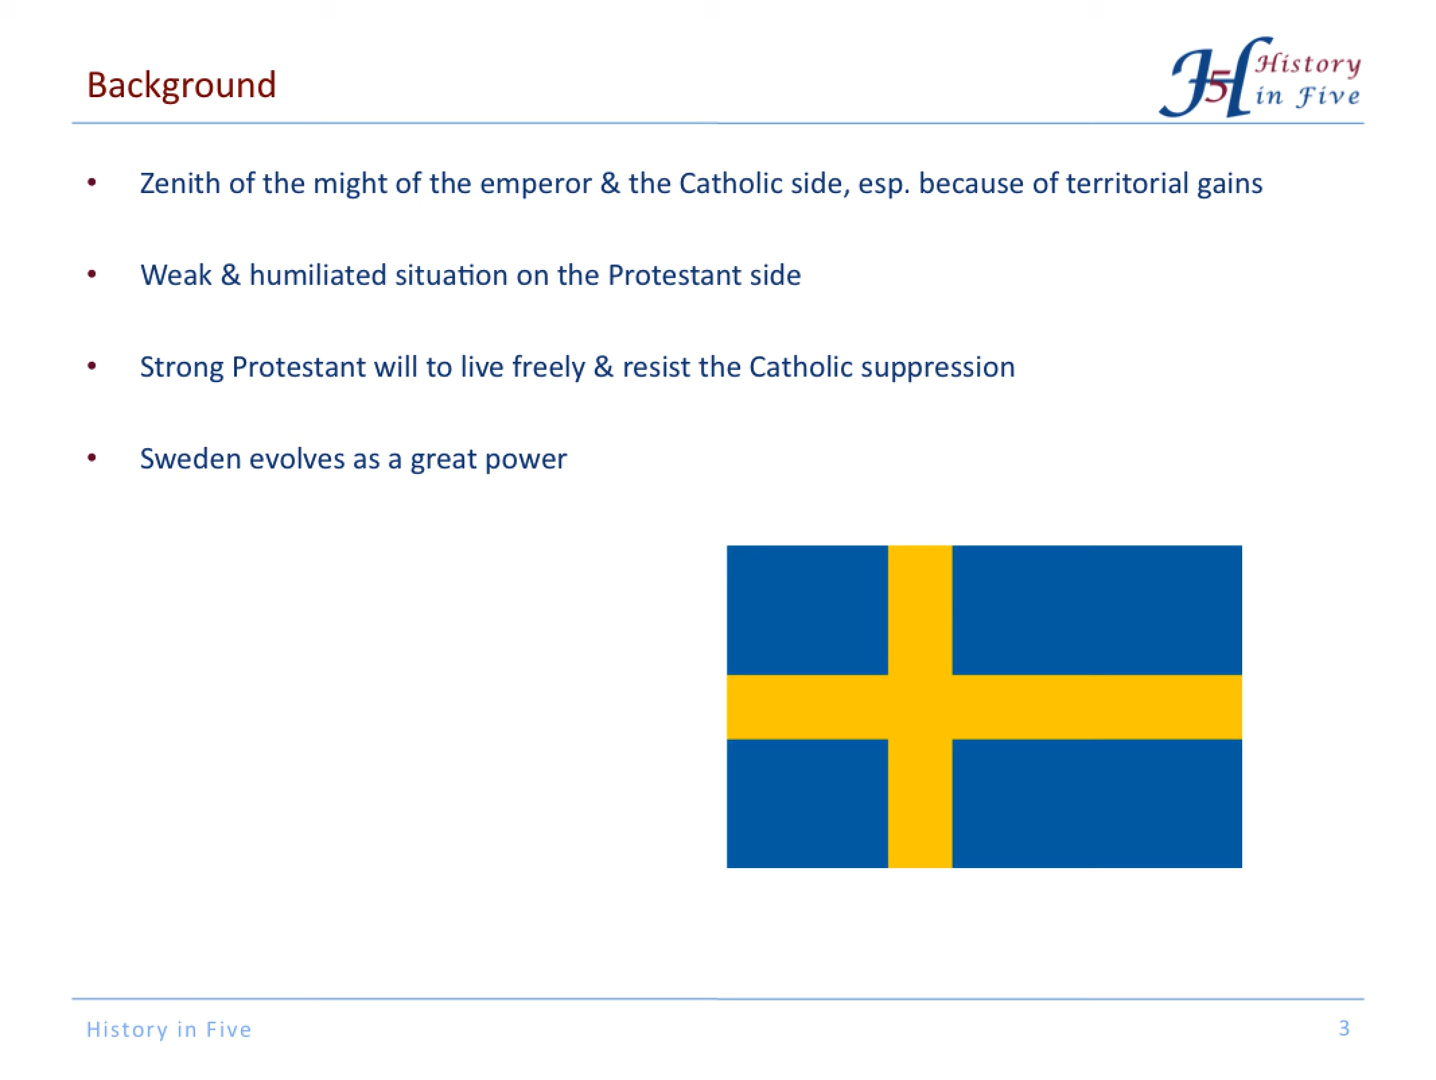 Background
H5H History
in Five
• Zenith of the might of the emperor & the Catholic side, esp. because of territorial gains
• Weak & humiliated situation on the Protestant side
• Strong Protestant will to live freely & resist the Catholic suppression
• Sweden evolves as a great power
History in Five
3